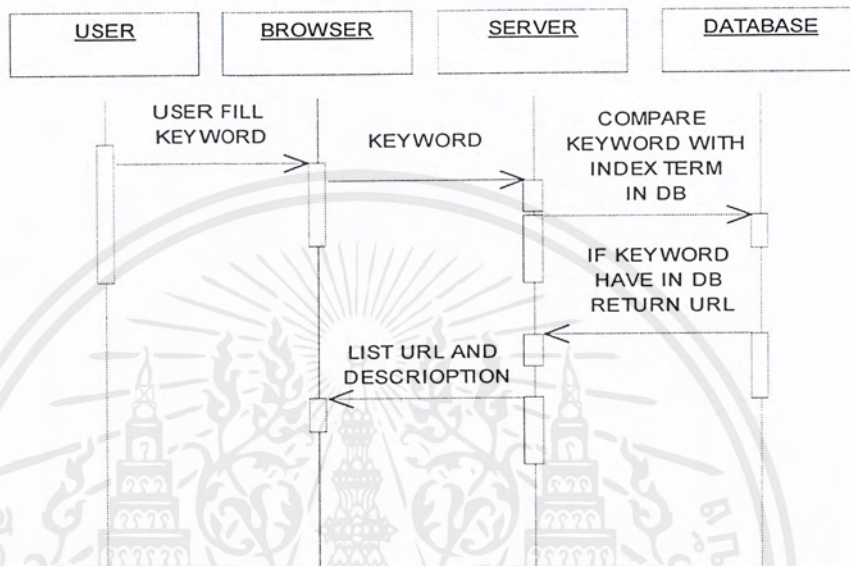 USER
BROWSER
SERVER
DATABASE
USER FILL
KEYWORD
KEYWORD
COMPARE
KEYWORD WITH
INDEX TERM
IN DB
IF KEYWORD
HAVE IN DB
RETURN URL
LIST URL AND
DESCRIOPTION